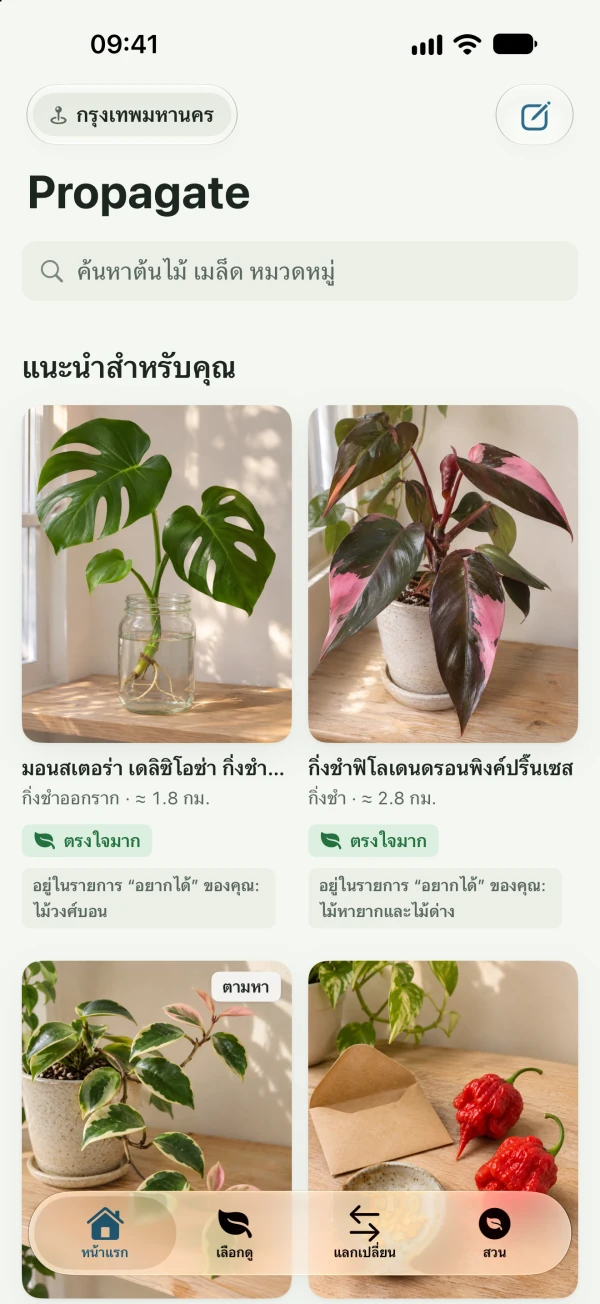 09:41
กรุงเทพมหานคร
Propagate
ค้นหาต้นไม้ เมล็ด หมวดหมู่
แนะนำสำหรับคุณ
มอนสเตอร่า เดลิซิโอซ่า กิ่งชำ...
กิ่งชำออกราก · ≈ 1.8 กม.
ตรงใจมาก
อยู่ในรายการ “อยากได้” ของคุณ:
ไม้วงศ์บอน
กิ่งชำฟิโลเดนดรอนพิงค์ปริ๊นเซส
กิ่งชำ · ≈ 2.8 กม.
ตรงใจมาก
อยู่ในรายการ “อยากได้” ของคุณ:
ไม้หายากและไม้ด่าง
ตามหา
หน้าแรก
เลือกดู
แลกเปลี่ยน
สวน